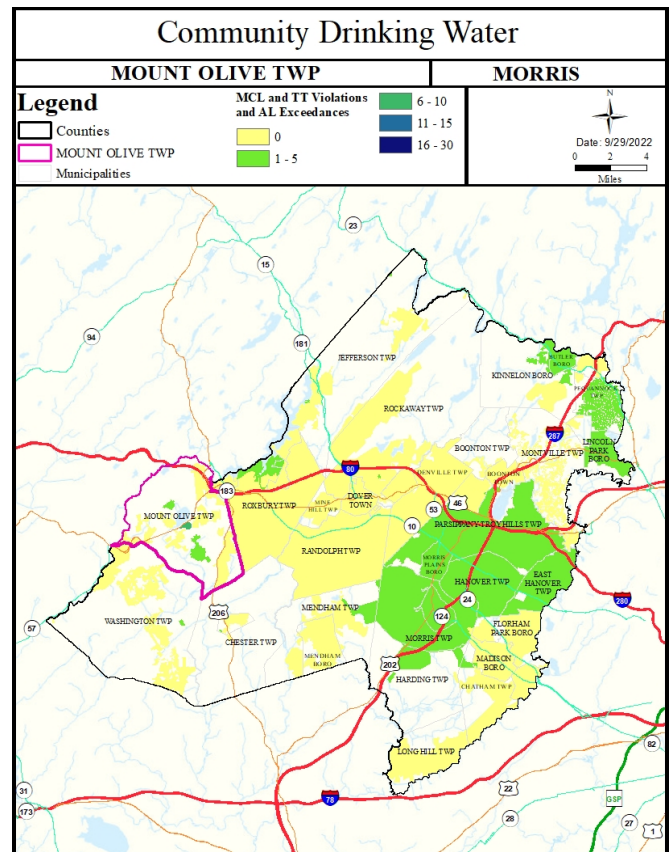 Community Drinking Water
MOUNT OLIVE TWP
MORRIS
Legend
Counties
MOUNT OLIVE TWP
Municipalities
MCL and TT Violations
and AL Exceedances
0
1 - 5
6 - 10
11 - 15
16 - 30
N
Date: 9/29/2022
0 2 4
Miles
23
15
94
181
JEFFERSON TWP
BUTLER
BORO
KINNELON BORO
PEQUANNOCK
TWP
ROCKAWAY TWP
287
LINCOLN
PARK
BORO
BOONTON TWP
MONTVILLE TWP
80
DENVILLE TWP
BOONTON
TOWN
183
46
MOUNT OLIVE TWP
ROXBURY TWP
MINE
HILL TWP
DOVER
TOWN
53
10
PARSIPPANY-TROY HILLS TWP
RANDOLPH TWP
MORRIS
PLAINS
BORO
HANOVER TWP
EAST
HANOVER
TWP
280
24
206
57
WASHINGTON TWP
MENDHAM TWP
124
FLORHAM
PARK BORO
CHESTER TWP
MORRIS TWP
MENDHAM
BORO
202
MADISON
BORO
HARDING TWP
CHATHAM TWP
LONG HILL TWP
82
31
173
78
22
GSP
28
27
1